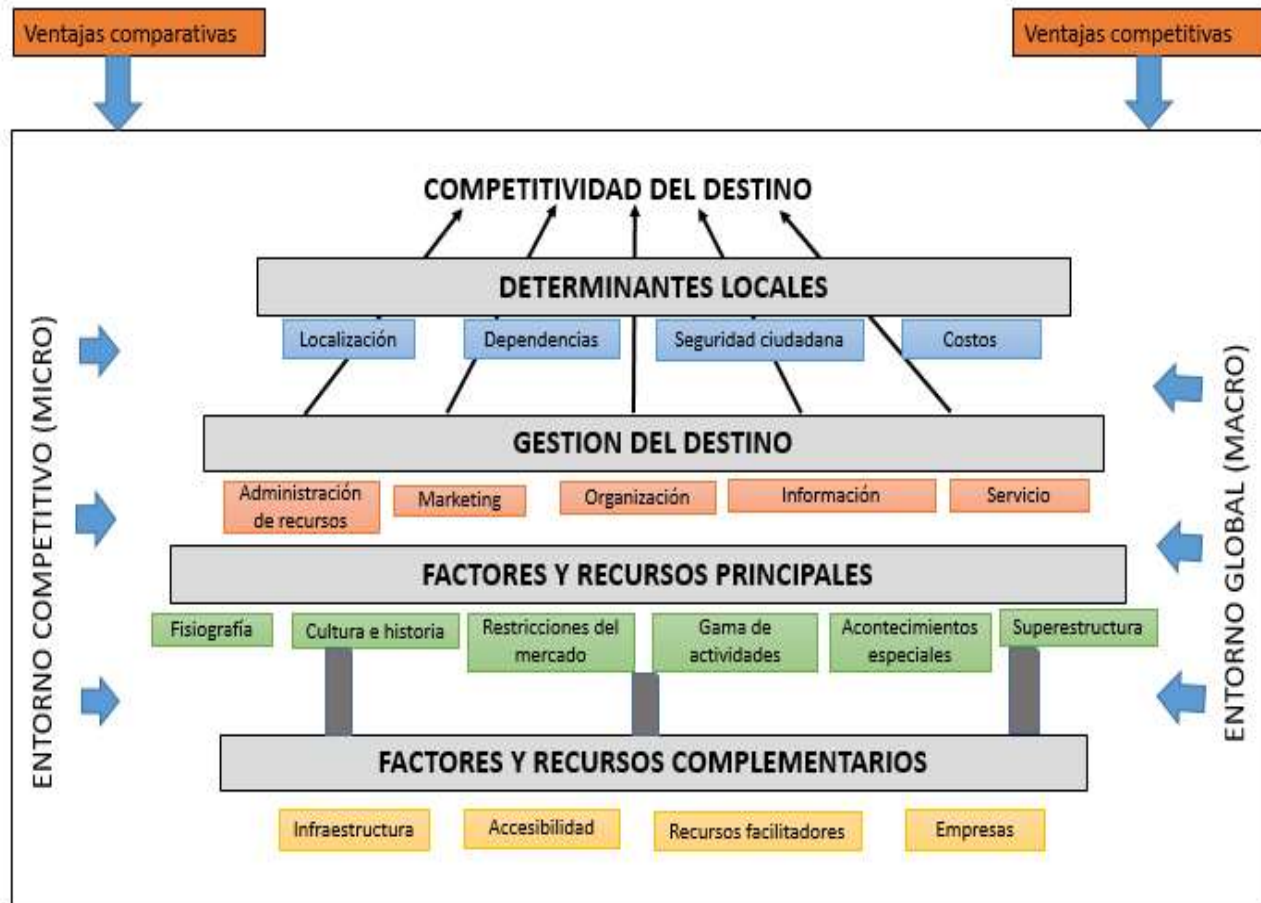 Ventajas comparativas
Ventajas competitivas
COMPETITIVIDAD DEL DESTINO
DETERMINANTES LOCALES
Localización
Dependencias
Seguridad ciudadana
Costos
GESTION DEL DESTINO
Administración
de recursos
Marketing
Organización
Información
Servicio
FACTORES Y RECURSOS PRINCIPALES
Fisiografía
Cultura e historia
Restricciones del
mercado
Gama de
actividades
Acontecimientos
especiales
Superestructura
FACTORES Y RECURSOS COMPLEMENTARIOS
Infraestructura
Accesibilidad
Recursos facilitadores
Empresas
ENTORNO COMPETITIVO (MICRO)
ENTORNO GLOBAL (MACRO)